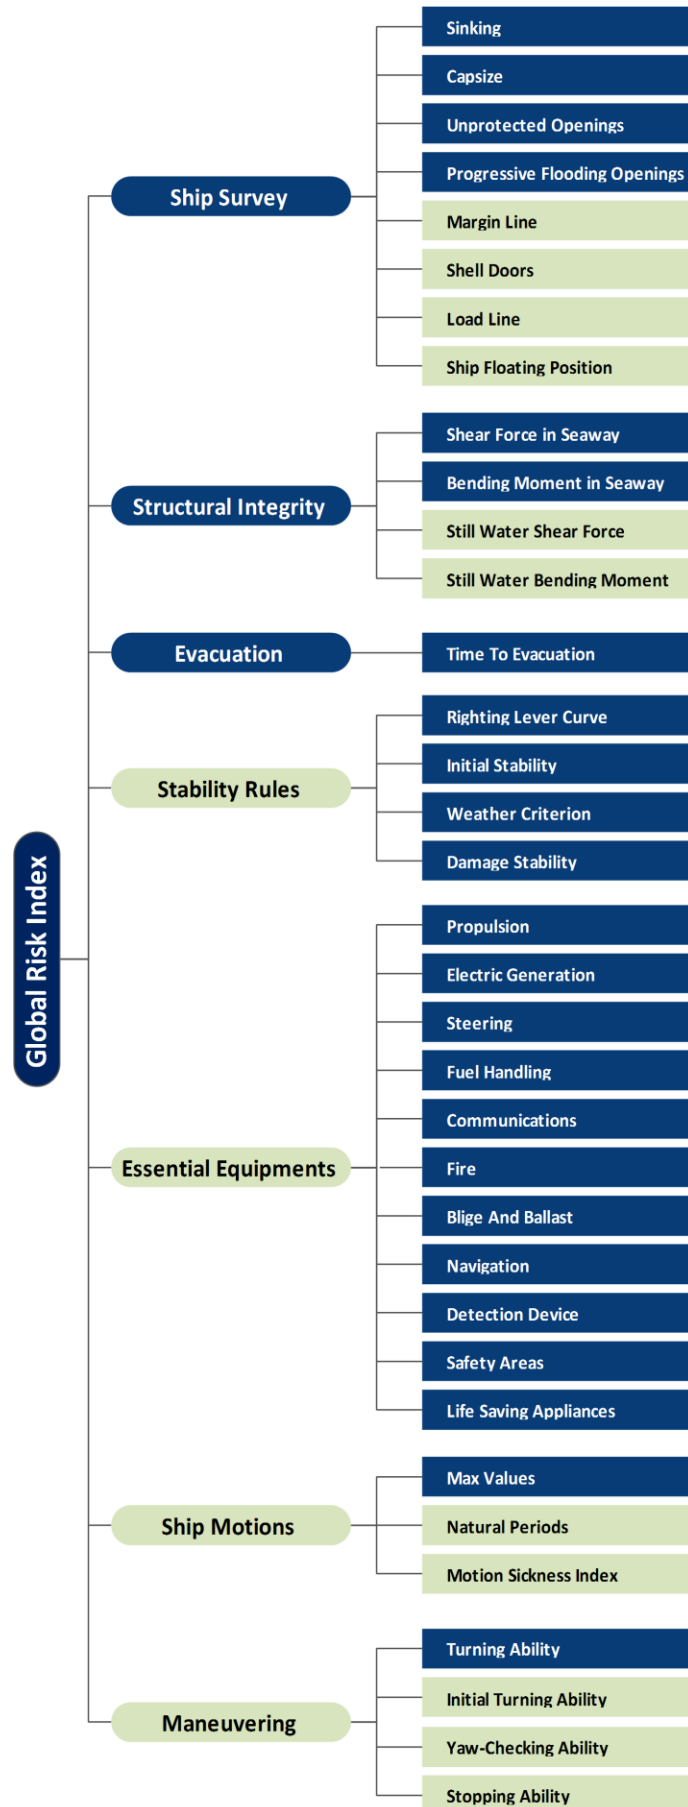 Global Risk Index
Ship Survey
Sinking
Capsize
Unprotected Openings
Progressive Flooding Openings
Margin Line
Shell Doors
Load Line
Ship Floating Position
Structural Integrity
Shear Force in Seaway
Bending Moment in Seaway
Still Water Shear Force
Still Water Bending Moment
Evacuation
Time To Evacuation
Stability Rules
Righting Lever Curve
Initial Stability
Weather Criterion
Damage Stability
Essential Equipments
Propulsion
Electric Generation
Steering
Fuel Handling
Communications
Fire
Blige And Ballast
Navigation
Detection Device
Safety Areas
Life Saving Appliances
Ship Motions
Max Values
Natural Periods
Motion Sickness Index
Maneuvering
Turning Ability
Initial Turning Ability
Yaw-Checking Ability
Stopping Ability